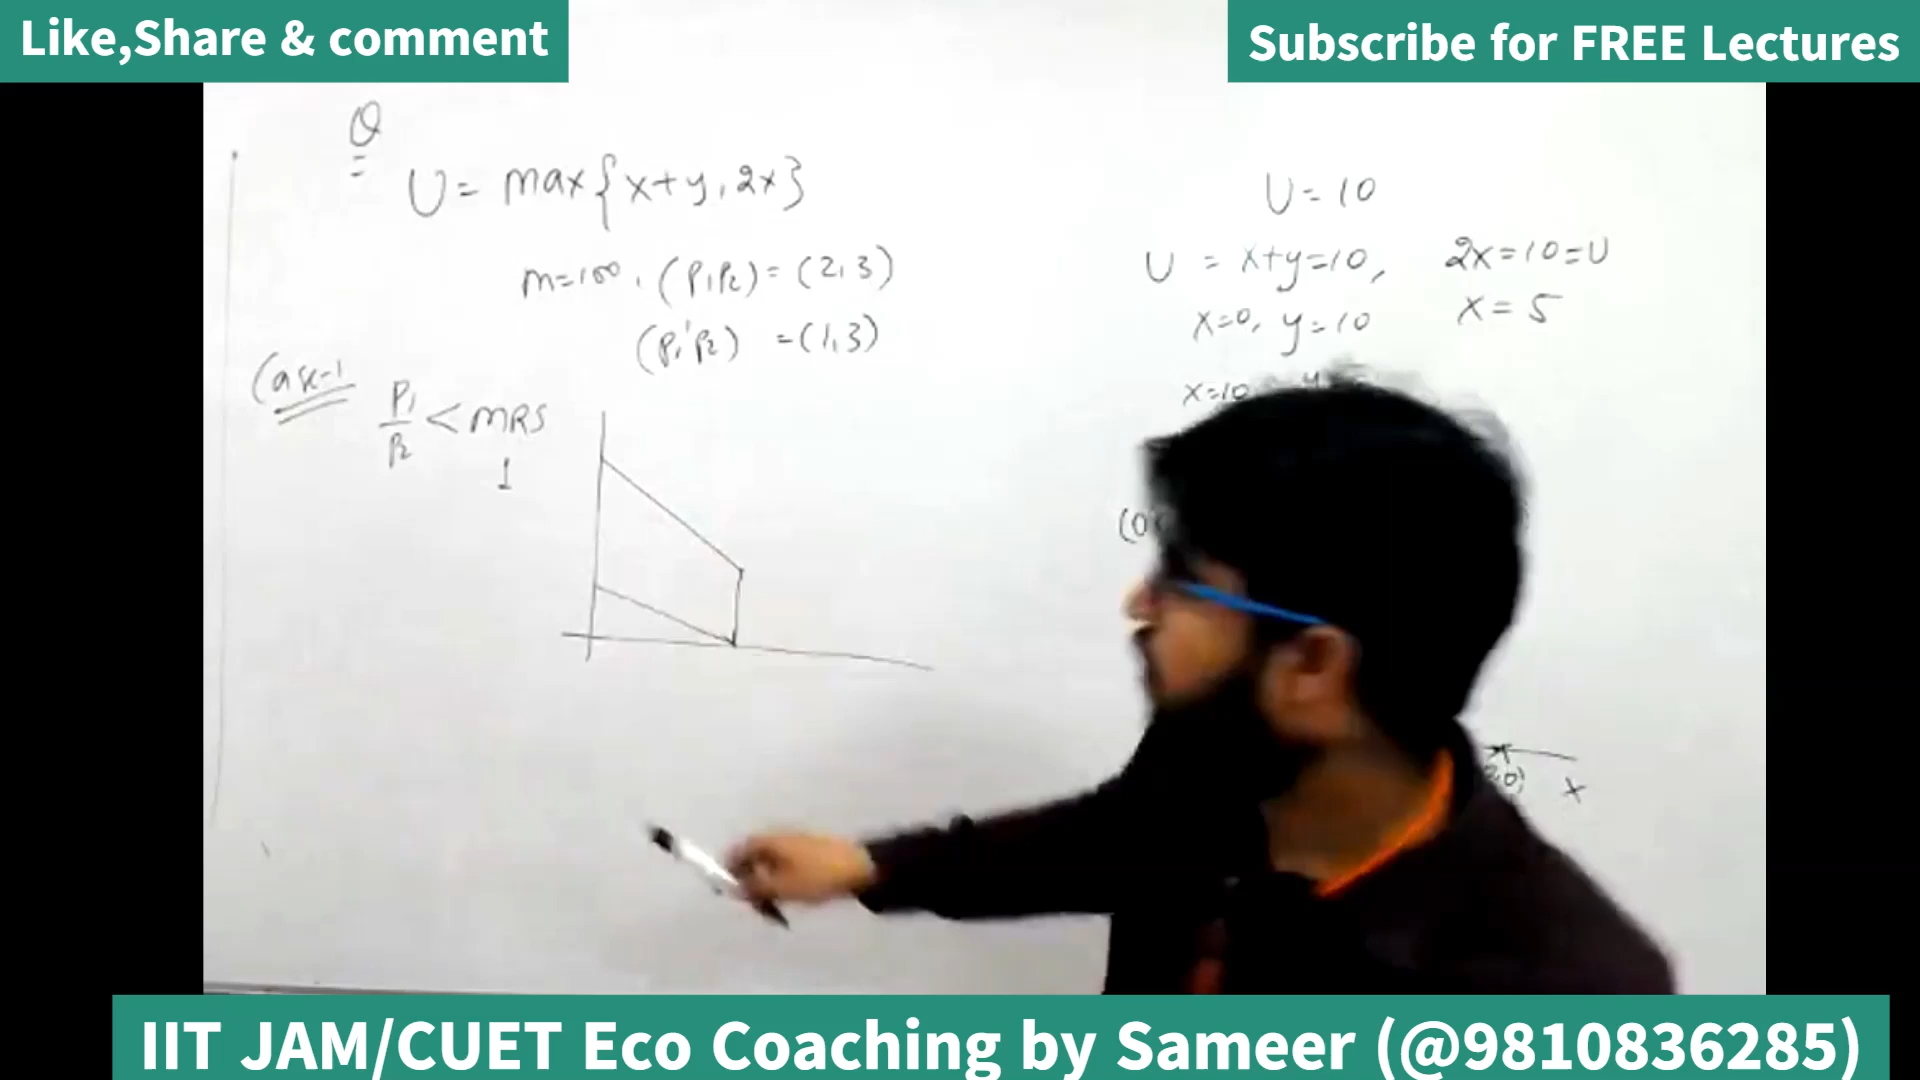 Like,Share & comment
Subscribe for FREE Lectures
Q
U = max{x+y, 2x}
m=100, (P1P2) = (2,3)
(P1'P2) = (1,3)
Case-1
P1/P2 < MRS
1
U = 10
U = x+y=10, 2x=10=U
x=0, y=10 x = 5
x=10
x
IIT JAM/CUET Eco Coaching by Sameer (@9810836285)